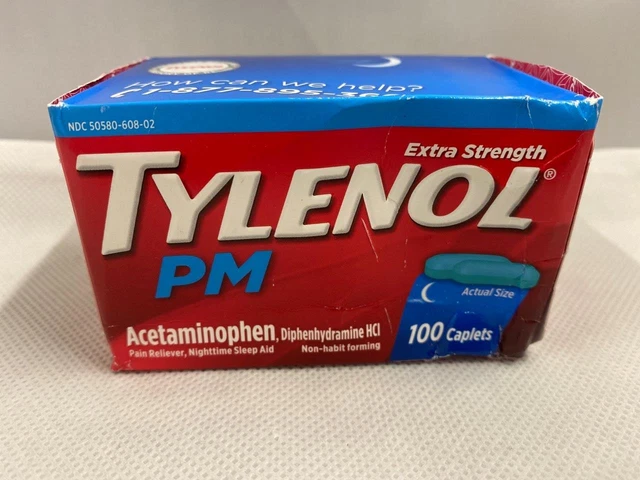 How can we help?
NDC 50580-608-02
Extra Strength
TYLENOL®
PM
Actual Size
Acetaminophen, Diphenhydramine HCl
Pain Reliever, Nighttime Sleep Aid
Non-habit forming
100 Caplets